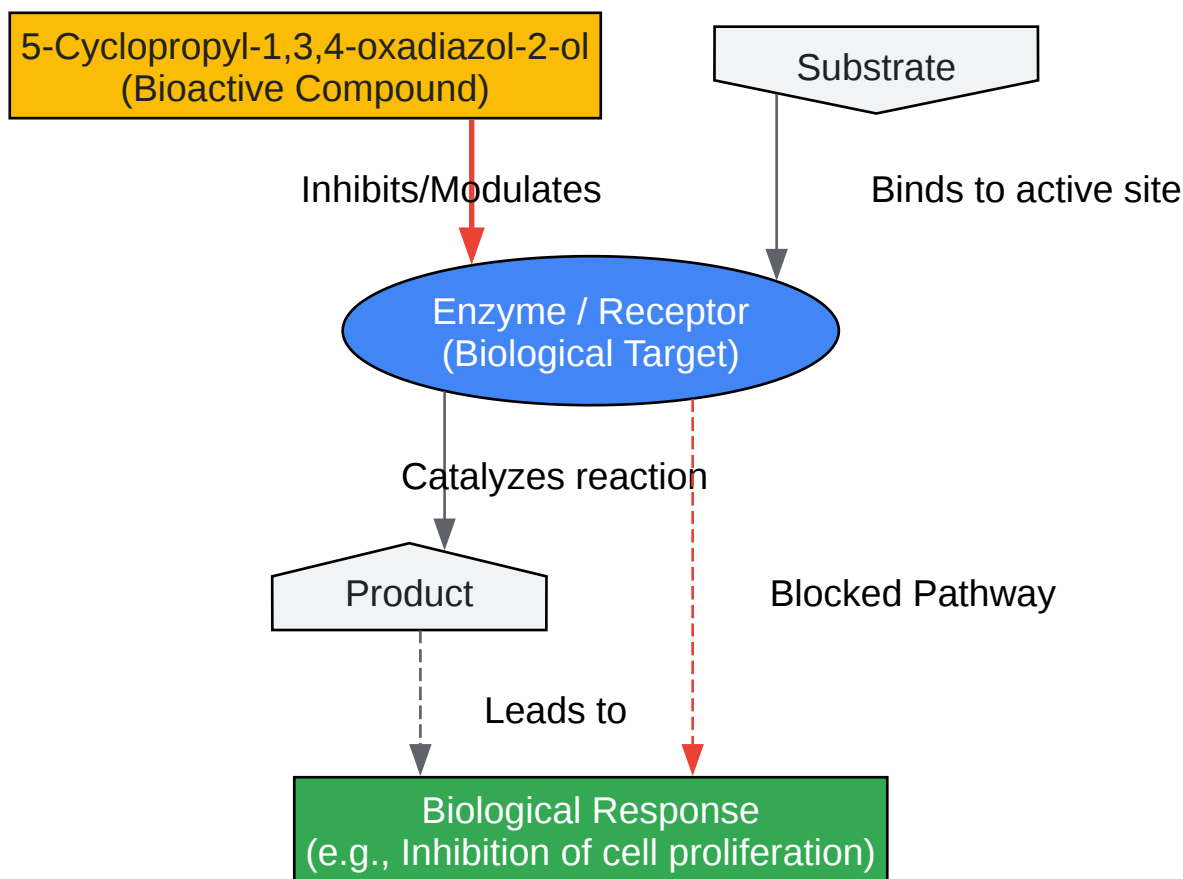 5-Cyclopropyl-1,3,4-oxadiazol-2-ol
(Bioactive Compound)
Substrate
Inhibits/Modulates
Binds to active site
Enzyme / Receptor
(Biological Target)
Catalyzes reaction
Product
Blocked Pathway
Leads to
Biological Response
(e.g., Inhibition of cell proliferation)